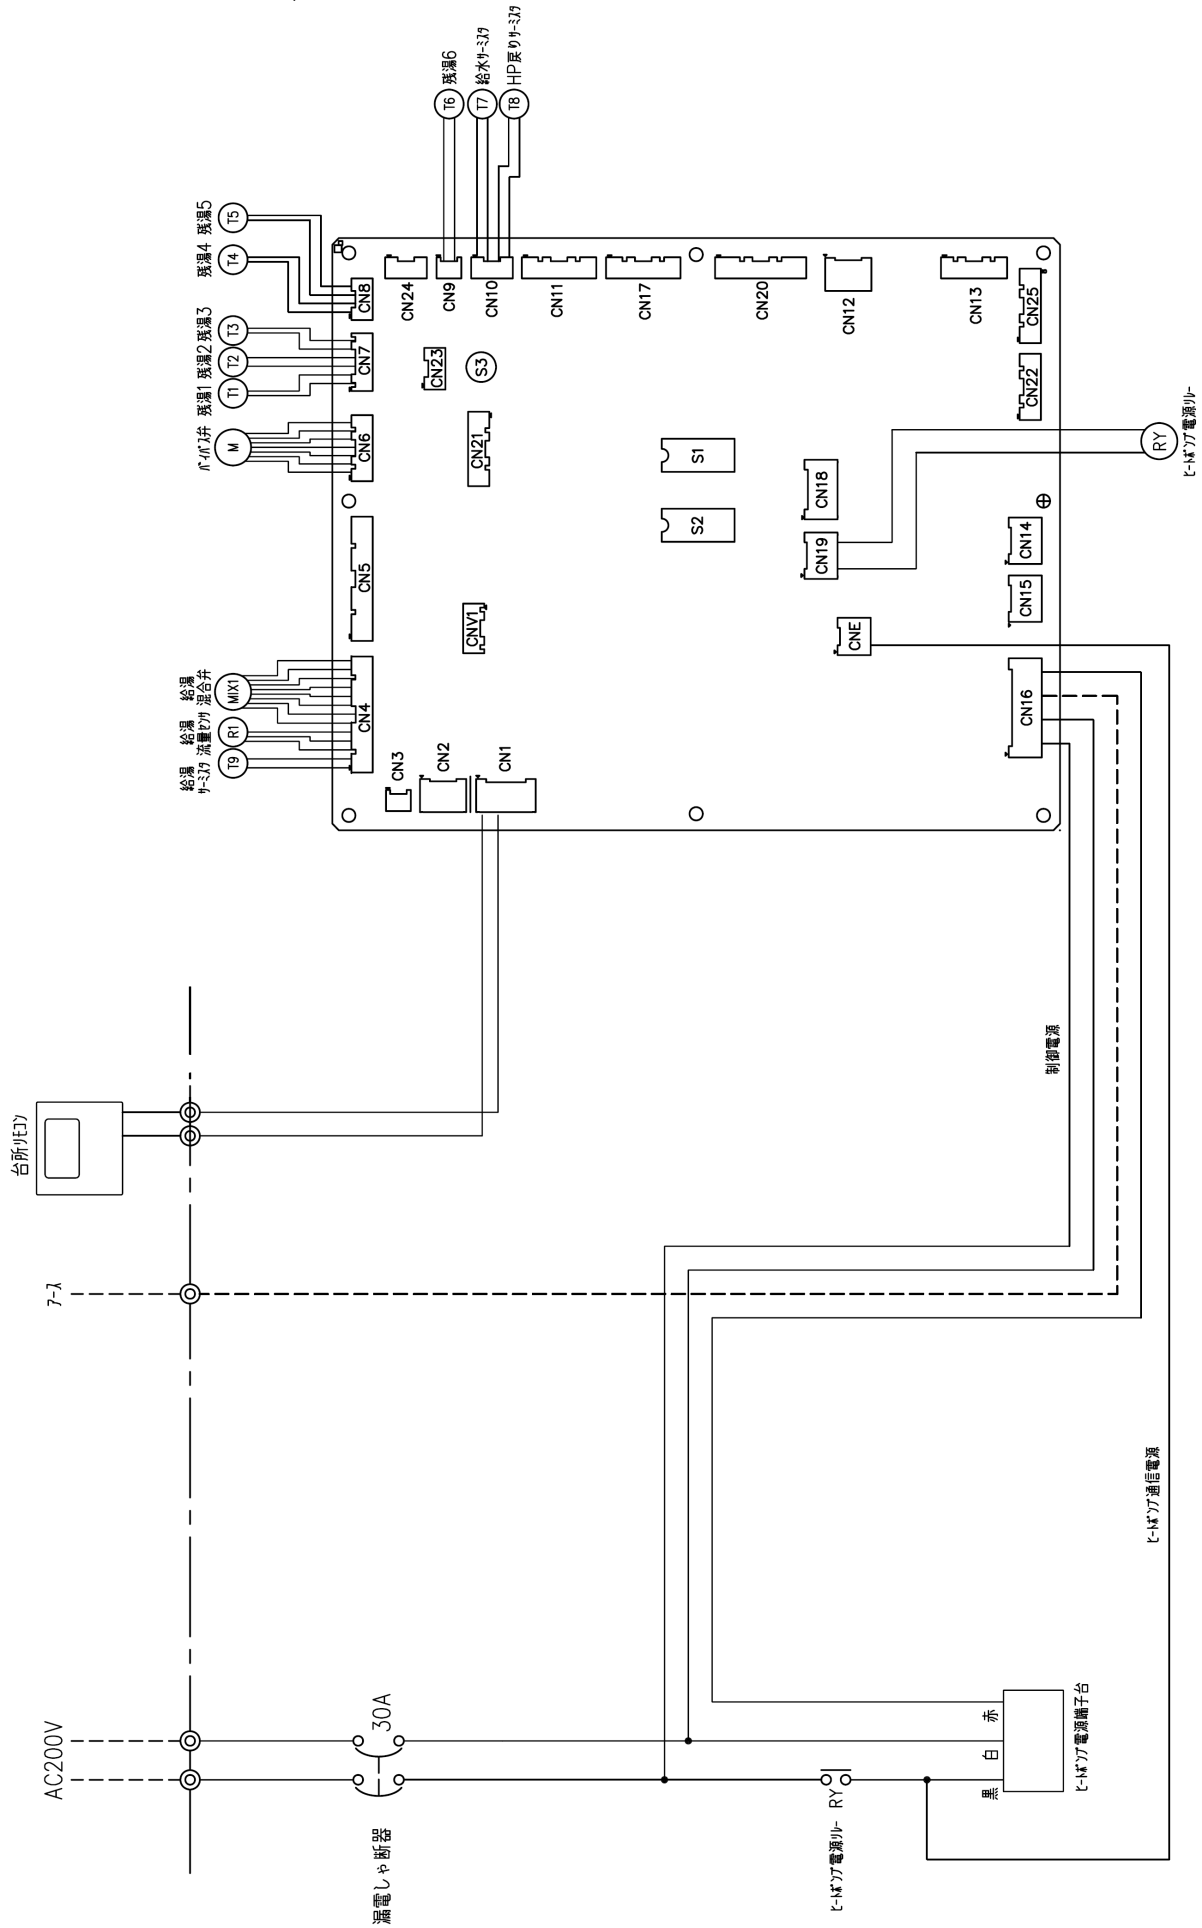 AC200V
アース
台所リモコン
漏電しゃ断器
30A
ヒートポンプ電源リレー RY
黒
白
赤
ヒートポンプ電源端子台
ヒートポンプ通信電源
制御電源
給湯
サーミスタ
給湯
流量センサ
給湯
混合弁
バイパス弁
残湯1
残湯2
残湯3
残湯4
残湯5
T9
R1
MIX1
M
T1
T2
T3
T4
T5
残湯6
給水サーミスタ
HP戻りサーミスタ
T6
T7
T8
CN3
CN2
CN1
CN4
CN5
CN6
CN7
CN8
CNV1
CN21
CN23
S3
CN24
CN9
CN10
CN11
CN17
CN20
CN12
CN13
S2
S1
CNE
CN19
CN18
CN16
CN15
CN14
CN22
CN25
RY
ヒートポンプ電源リレー